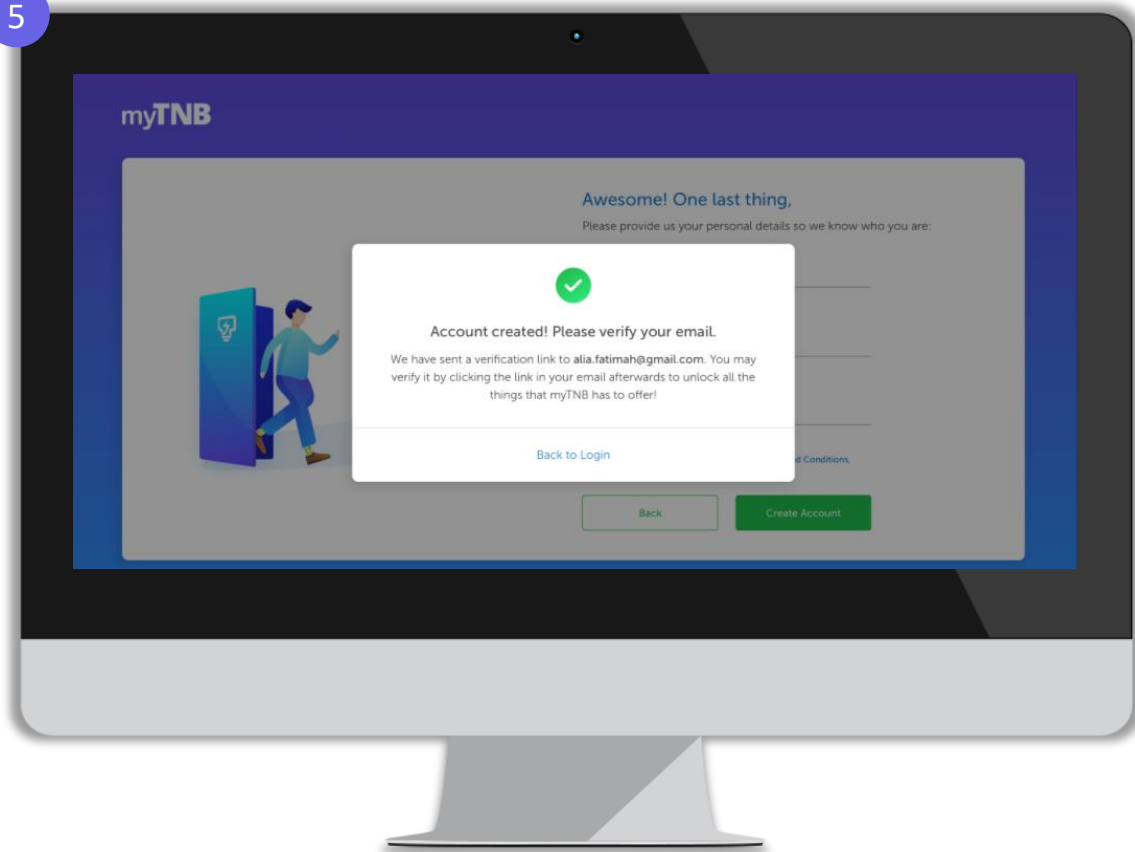 5
myTNB
Awesome! One last thing,
Please provide us your personal details so we know who you are:
Account created! Please verify your email.
We have sent a verification link to alia.fatimah@gmail.com. You may
verify it by clicking the link in your email afterwards to unlock all the
things that myTNB has to offer!
Back to Login
d Conditions.
Back
Create Account